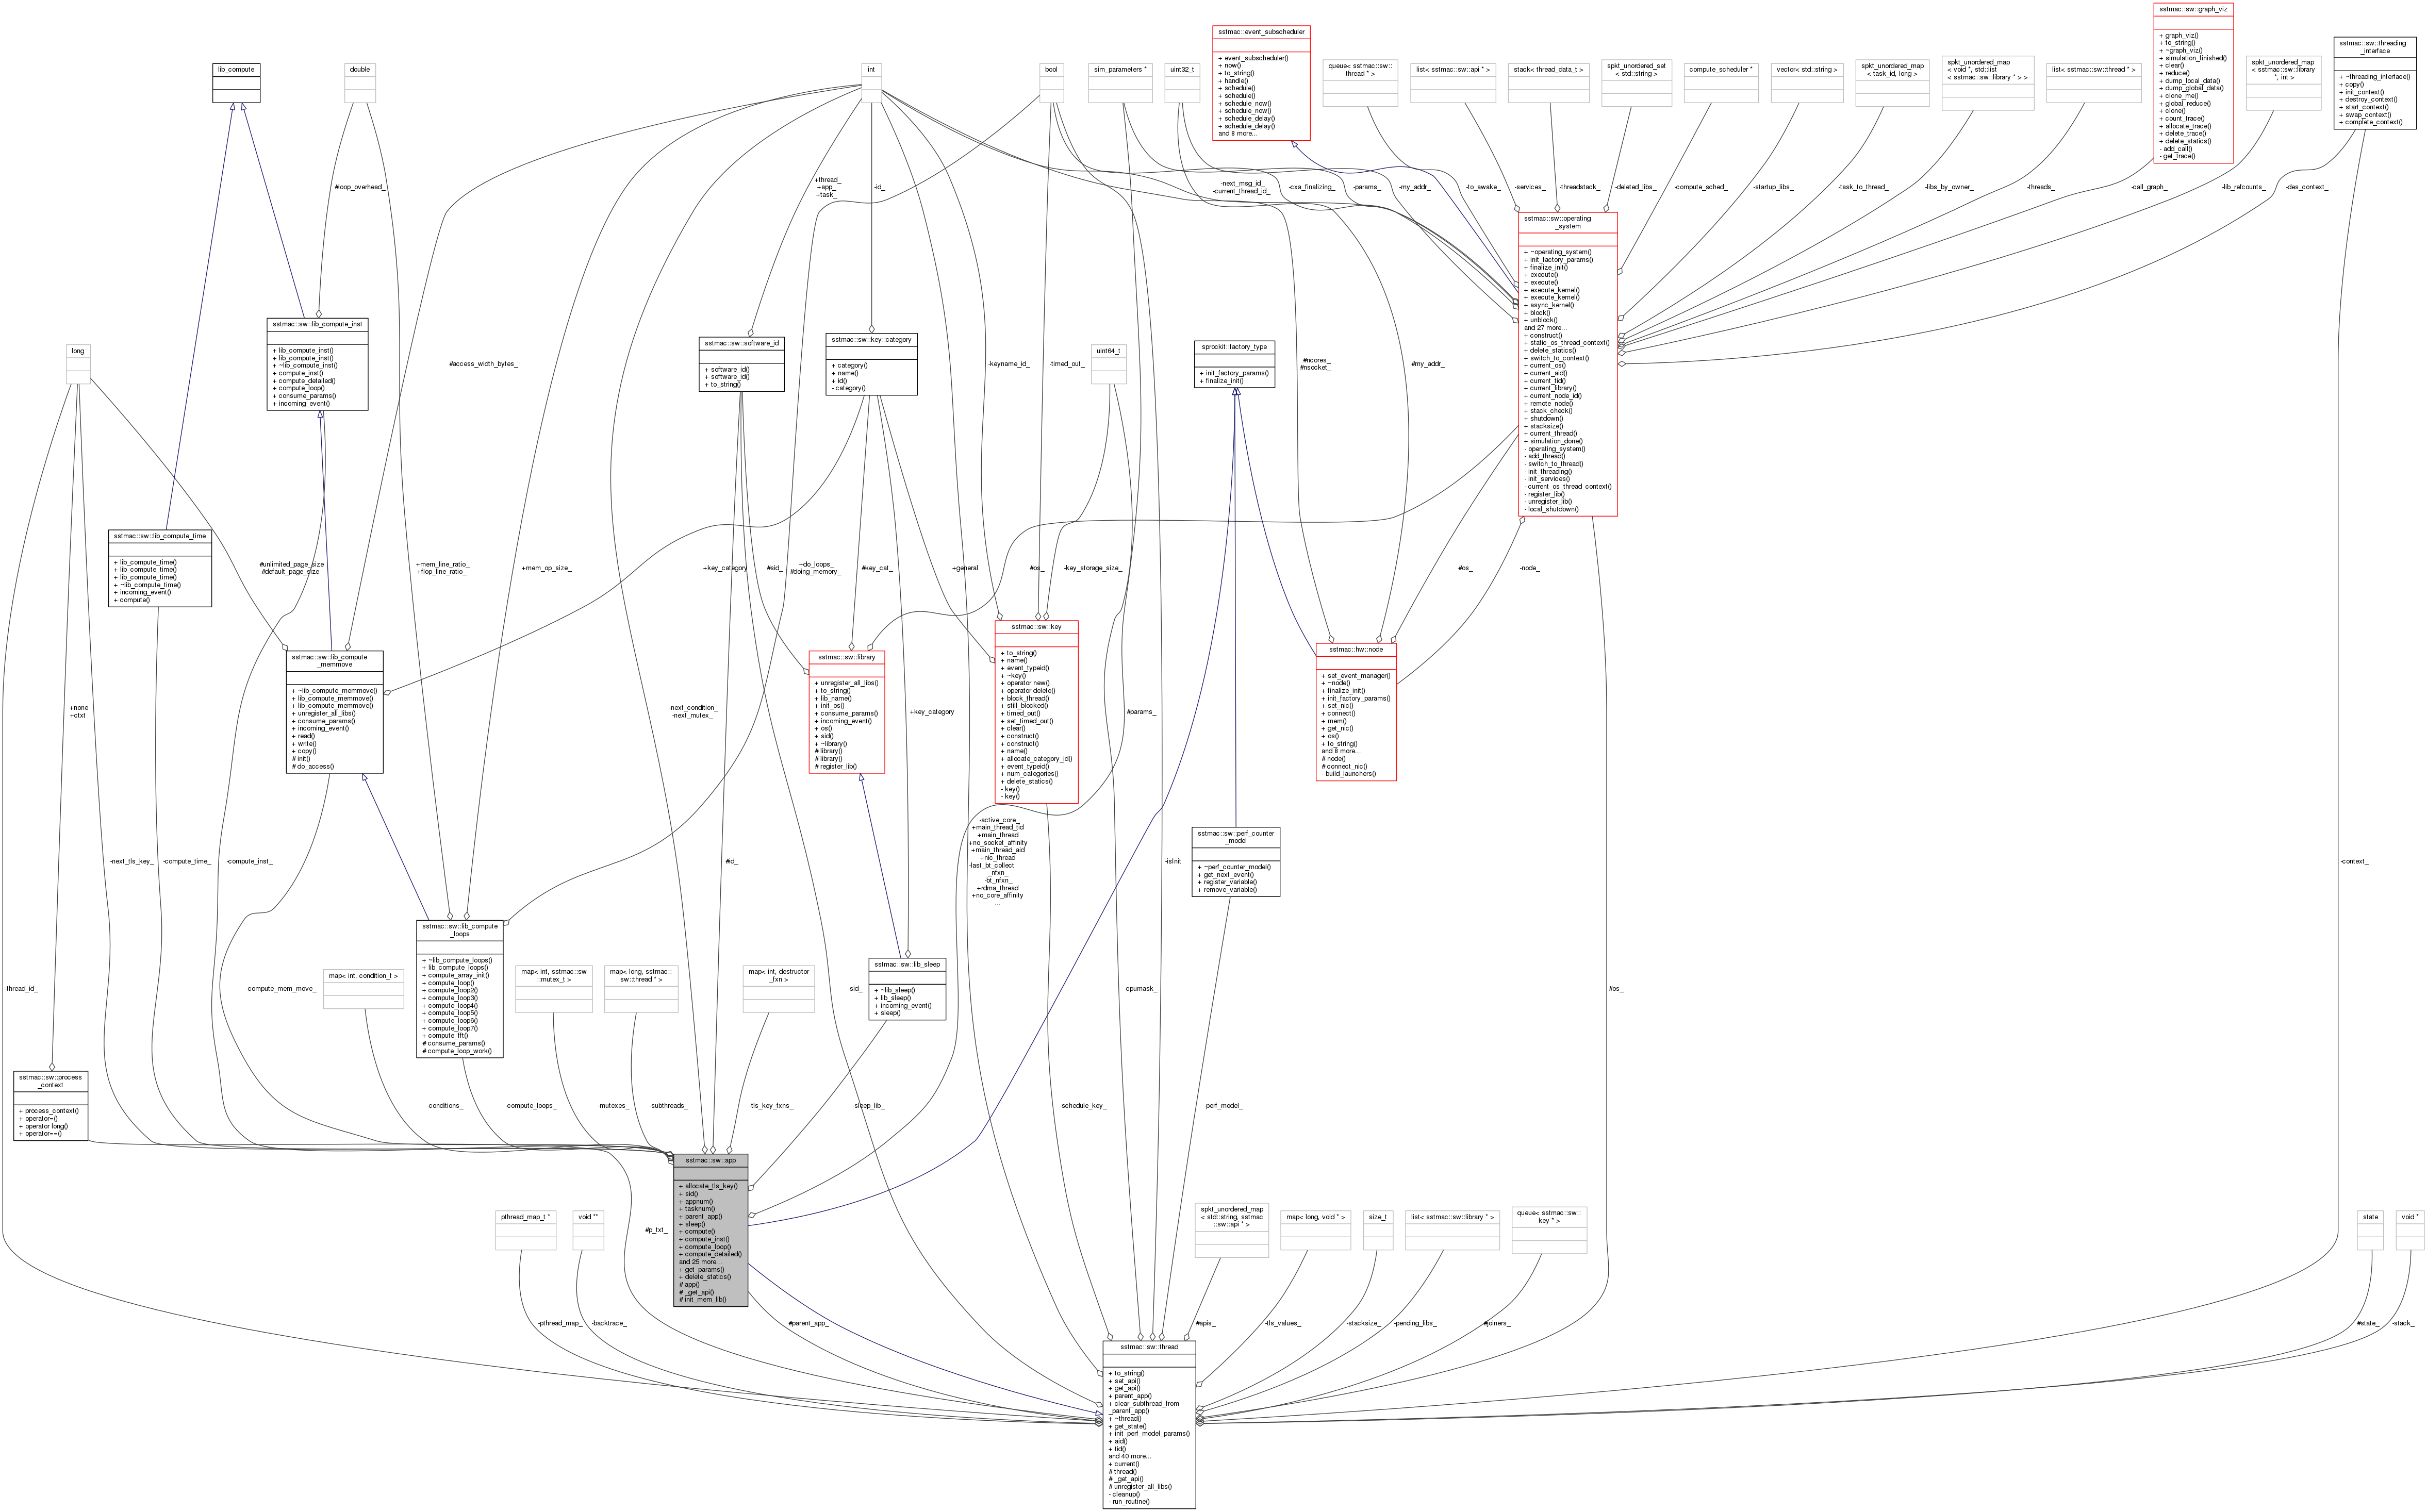 sstmac::sw::graph_viz
+ graph_viz()
+ to_string()
+ ~graph_viz()
+ simulation_finished()
+ clear()
+ reduce()
+ dump_local_data()
+ dump_global_data()
+ clone_me()
+ global_reduce()
+ clone()
+ count_trace()
+ allocate_trace()
+ delete_trace()
+ delete_statics()
- add_call()
- get_trace()
sstmac::event_subscheduler
+ event_subscheduler()
+ now()
+ to_string()
+ handle()
+ schedule()
+ schedule()
+ schedule_now()
+ schedule_now()
+ schedule_delay()
+ schedule_delay()
and 8 more...
sstmac::sw::threading
_interface
+ ~threading_interface()
+ copy()
+ init_context()
+ destroy_context()
+ start_context()
+ swap_context()
+ complete_context()
lib_compute
double
int
bool
sim_parameters *
uint32_t
queue< sstmac::sw::
thread * >
list< sstmac::sw::api * >
stack< thread_data_t >
spkt_unordered_set
< std::string >
compute_scheduler *
vector< std::string >
spkt_unordered_map
< task_id, long >
spkt_unordered_map
< void *, std::list
< sstmac::sw::library * > >
list< sstmac::sw::thread * >
spkt_unordered_map
< sstmac::sw::library
*, int >
#loop_overhead_
+thread_
+app_
+task_
-id_
-next_msg_id_
-current_thread_id_
-cxa_finalizing_
-params_
-my_addr_
-to_awake_
-services_
-threadstack_
-deleted_libs_
-compute_sched_
-startup_libs_
-task_to_thread_
-libs_by_owner_
-threads_
-call_graph_
-lib_refcounts_
-des_context_
sstmac::sw::operating
_system
+ ~operating_system()
+ init_factory_params()
+ finalize_init()
+ execute()
+ execute()
+ execute_kernel()
+ execute_kernel()
+ async_kernel()
+ block()
+ unblock()
and 27 more...
+ construct()
+ static_os_thread_context()
+ delete_statics()
+ switch_to_context()
+ current_os()
+ current_aid()
+ current_tid()
+ current_library()
+ current_node_id()
+ remote_node()
+ stack_check()
+ shutdown()
+ stacksize()
+ current_thread()
+ simulation_done()
- operating_system()
- add_thread()
- switch_to_thread()
- init_threading()
- init_services()
- current_os_thread_context()
- register_lib()
- unregister_lib()
- local_shutdown()
sstmac::sw::lib_compute_inst
+ lib_compute_inst()
+ lib_compute_inst()
+ ~lib_compute_inst()
+ compute_inst()
+ compute_detailed()
+ compute_loop()
+ consume_params()
+ incoming_event()
long
#access_width_bytes_
sstmac::sw::software_id
+ software_id()
+ software_id()
+ to_string()
sstmac::sw::key::category
+ category()
+ name()
+ id()
- category()
-keyname_id_
-timed_out_
uint64_t
sprockit::factory_type
+ init_factory_params()
+ finalize_init()
#ncores_
#nsocket_
#my_addr_
sstmac::sw::lib_compute_time
+ lib_compute_time()
+ lib_compute_time()
+ lib_compute_time()
+ ~lib_compute_time()
+ incoming_event()
+ compute()
#unlimited_page_size
#default_page_size
+mem_line_ratio_
+flop_line_ratio_
+mem_op_size_
+key_category
#sid_
+do_loops_
#doing_memory_
#key_cat_
+general
#os_
-key_storage_size_
#os_
-node_
sstmac::sw::lib_compute
_memmove
+ ~lib_compute_memmove()
+ lib_compute_memmove()
+ lib_compute_memmove()
+ unregister_all_libs()
+ consume_params()
+ incoming_event()
+ read()
+ write()
+ copy()
# init()
# do_access()
sstmac::sw::library
+ unregister_all_libs()
+ to_string()
+ lib_name()
+ init_os()
+ consume_params()
+ incoming_event()
+ os()
+ sid()
+ ~library()
# library()
# library()
# register_lib()
sstmac::sw::key
+ to_string()
+ name()
+ event_typeid()
+ ~key()
+ operator new()
+ operator delete()
+ block_thread()
+ still_blocked()
+ timed_out()
+ set_timed_out()
+ clear()
+ construct()
+ construct()
+ name()
+ allocate_category_id()
+ event_typeid()
+ num_categories()
+ delete_statics()
- key()
- key()
sstmac::hw::node
+ set_event_manager()
+ ~node()
+ finalize_init()
+ init_factory_params()
+ set_nic()
+ connect()
+ mem()
+ get_nic()
+ os()
+ to_string()
and 8 more...
# node()
# connect_nic()
- build_launchers()
+none
+ctxt
-next_condition_
-next_mutex_
+key_category
#params_
-next_tls_key_
-compute_time_
-compute_inst_
#id_
-active_core_
+main_thread_tid
+main_thread
+no_socket_affinity
+main_thread_aid
+nic_thread
-last_bt_collect
_nfxn_
-bt_nfxn_
+rdma_thread
+no_core_affinity
...
-isInit
sstmac::sw::perf_counter
_model
+ ~perf_counter_model()
+ get_next_event()
+ register_variable()
+ remove_variable()
-context_
sstmac::sw::lib_compute
_loops
+ ~lib_compute_loops()
+ lib_compute_loops()
+ compute_array_init()
+ compute_loop()
+ compute_loop2()
+ compute_loop3()
+ compute_loop4()
+ compute_loop5()
+ compute_loop6()
+ compute_loop7()
+ compute_fft()
# consume_params()
# compute_loop_work()
-thread_id_
-compute_mem_move_
map< int, condition_t >
map< int, sstmac::sw
::mutex_t >
map< long, sstmac::
sw::thread * >
map< int, destructor
_fxn >
-sid_
sstmac::sw::lib_sleep
+ ~lib_sleep()
+ lib_sleep()
+ incoming_event()
+ sleep()
-cpumask_
#os_
sstmac::sw::process
_context
+ process_context()
+ operator=()
+ operator long()
+ operator==()
-conditions_
-compute_loops_
-mutexes_
-subthreads_
-tls_key_fxns_
-sleep_lib_
-schedule_key_
-perf_model_
sstmac::sw::app
+ allocate_tls_key()
+ sid()
+ appnum()
+ tasknum()
+ parent_app()
+ sleep()
+ compute()
+ compute_inst()
+ compute_loop()
+ compute_detailed()
and 25 more...
+ get_params()
+ delete_statics()
# app()
# _get_api()
# init_mem_lib()
pthread_map_t *
void **
#p_txt_
spkt_unordered_map
< std::string, sstmac
::sw::api * >
map< long, void * >
size_t
list< sstmac::sw::library * >
queue< sstmac::sw::
key * >
state
void *
-pthread_map_
-backtrace_
#parent_app_
#apis_
-tls_values_
-stacksize_
-pending_libs_
#joiners_
#state_
-stack_
sstmac::sw::thread
+ to_string()
+ set_api()
+ get_api()
+ parent_app()
+ clear_subthread_from
_parent_app()
+ ~thread()
+ get_state()
+ init_perf_model_params()
+ aid()
+ tid()
and 40 more...
+ current()
# thread()
# _get_api()
# unregister_all_libs()
- cleanup()
- run_routine()